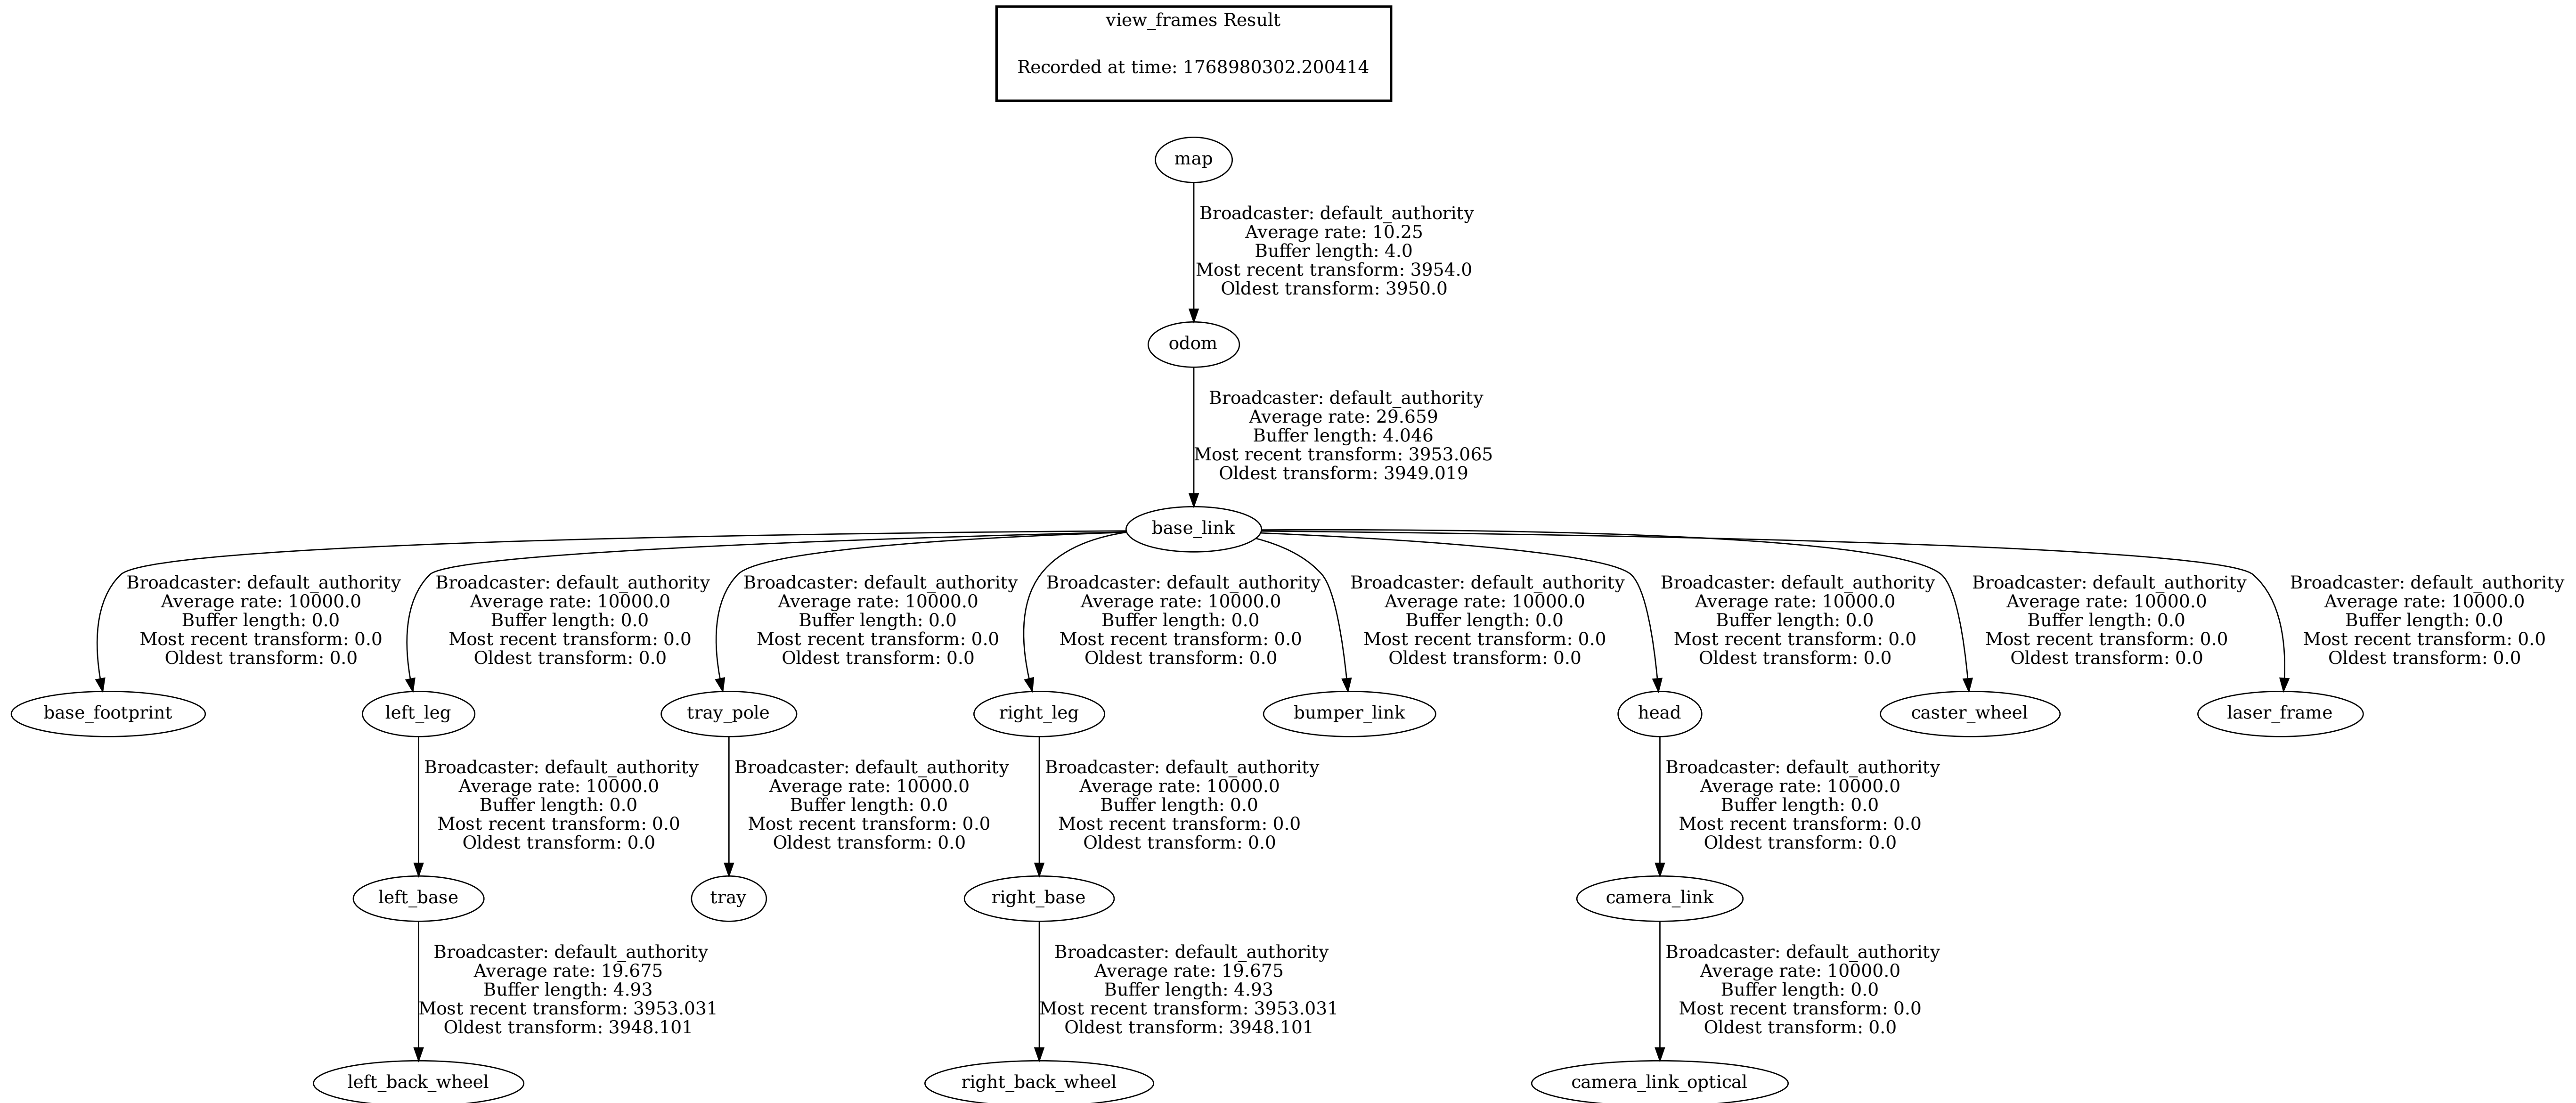 view_frames Result
Recorded at time: 1768980302.200414
map
Broadcaster: default_authority
Average rate: 10.25
Buffer length: 4.0
Most recent transform: 3954.0
Oldest transform: 3950.0
odom
Broadcaster: default_authority
Average rate: 29.659
Buffer length: 4.046
Most recent transform: 3953.065
Oldest transform: 3949.019
base_link
Broadcaster: default_authority
Average rate: 10000.0
Buffer length: 0.0
Most recent transform: 0.0
Oldest transform: 0.0
Broadcaster: default_authority
Average rate: 10000.0
Buffer length: 0.0
Most recent transform: 0.0
Oldest transform: 0.0
Broadcaster: default_authority
Average rate: 10000.0
Buffer length: 0.0
Most recent transform: 0.0
Oldest transform: 0.0
Broadcaster: default_authority
Average rate: 10000.0
Buffer length: 0.0
Most recent transform: 0.0
Oldest transform: 0.0
Broadcaster: default_authority
Average rate: 10000.0
Buffer length: 0.0
Most recent transform: 0.0
Oldest transform: 0.0
Broadcaster: default_authority
Average rate: 10000.0
Buffer length: 0.0
Most recent transform: 0.0
Oldest transform: 0.0
Broadcaster: default_authority
Average rate: 10000.0
Buffer length: 0.0
Most recent transform: 0.0
Oldest transform: 0.0
Broadcaster: default_authority
Average rate: 10000.0
Buffer length: 0.0
Most recent transform: 0.0
Oldest transform: 0.0
base_footprint
left_leg
tray_pole
right_leg
bumper_link
head
caster_wheel
laser_frame
Broadcaster: default_authority
Average rate: 10000.0
Buffer length: 0.0
Most recent transform: 0.0
Oldest transform: 0.0
Broadcaster: default_authority
Average rate: 10000.0
Buffer length: 0.0
Most recent transform: 0.0
Oldest transform: 0.0
Broadcaster: default_authority
Average rate: 10000.0
Buffer length: 0.0
Most recent transform: 0.0
Oldest transform: 0.0
Broadcaster: default_authority
Average rate: 10000.0
Buffer length: 0.0
Most recent transform: 0.0
Oldest transform: 0.0
left_base
tray
right_base
camera_link
Broadcaster: default_authority
Average rate: 19.675
Buffer length: 4.93
Most recent transform: 3953.031
Oldest transform: 3948.101
Broadcaster: default_authority
Average rate: 19.675
Buffer length: 4.93
Most recent transform: 3953.031
Oldest transform: 3948.101
Broadcaster: default_authority
Average rate: 10000.0
Buffer length: 0.0
Most recent transform: 0.0
Oldest transform: 0.0
left_back_wheel
right_back_wheel
camera_link_optical